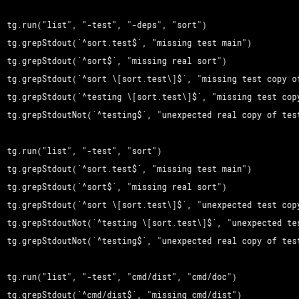 tg.run("list", "-test", "-deps", "sort")
tg.grepStdout(`^sort.test$`, "missing test main")
tg.grepStdout(`^sort$`, "missing real sort")
tg.grepStdout(`^sort \[sort.test\]$`, "missing test copy of
tg.grepStdout(`^testing \[sort.test\]$`, "missing test copy
tg.grepStdoutNot(`^testing$`, "unexpected real copy of test
tg.run("list", "-test", "sort")
tg.grepStdout(`^sort.test$`, "missing test main")
tg.grepStdout(`^sort$`, "missing real sort")
tg.grepStdoutNot(`^sort \[sort.test\]$`, "unexpected test copy
tg.grepStdoutNot(`^testing \[sort.test\]$`, "unexpected tes
tg.grepStdoutNot(`^testing$`, "unexpected real copy of test
tg.run("list", "-test", "cmd/dist", "cmd/doc")
tg.grepStdout(`^cmd/dist$`, "missing cmd/dist")